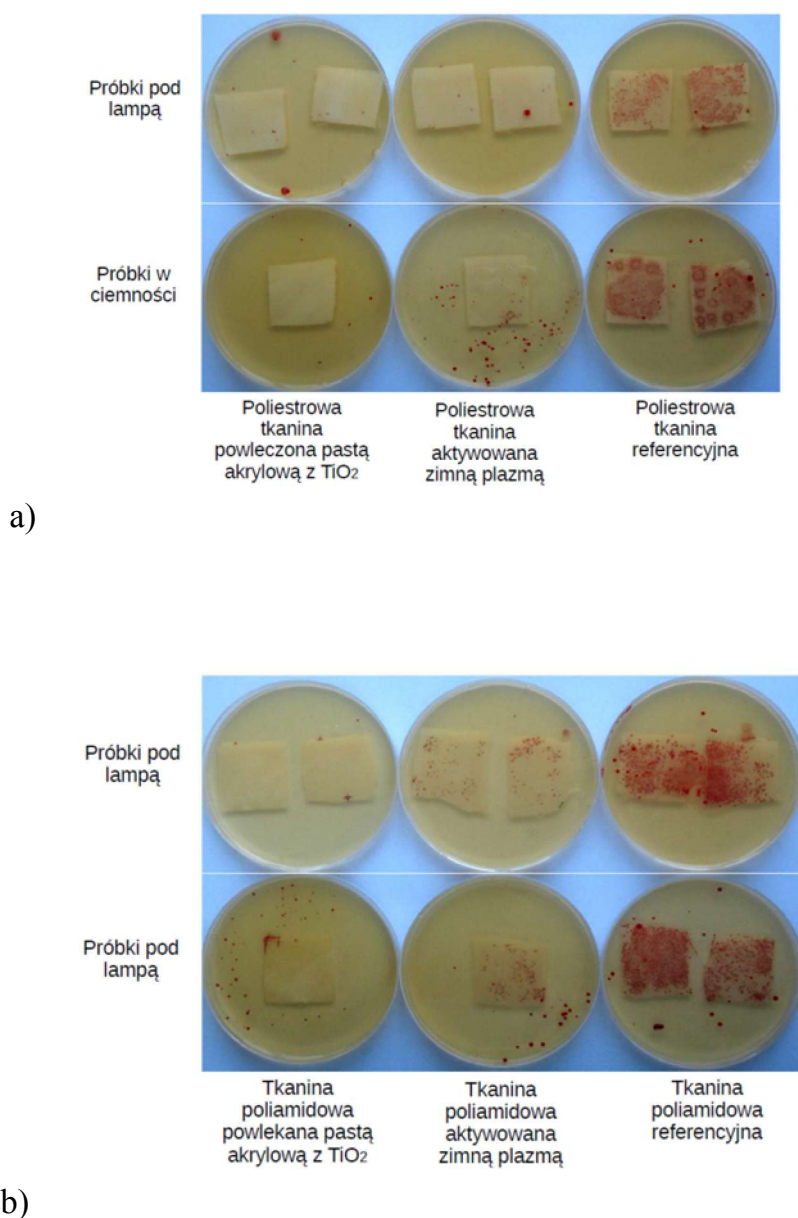 Próbki pod
lampą
Próbki w
ciemności
Poliestrowa
tkanina
powleczona pastą
akrylową z TiO2
Poliestrowa
tkanina
aktywowana
zimną plazmą
Poliestrowa
tkanina
referencyjna
a)
Próbki pod
lampą
Próbki pod
lampą
Tkanina
poliamidowa
powlekana pastą
akrylową z TiO2
Tkanina
poliamidowa
aktywowana
zimną plazmą
Tkanina
poliamidowa
referencyjna
b)